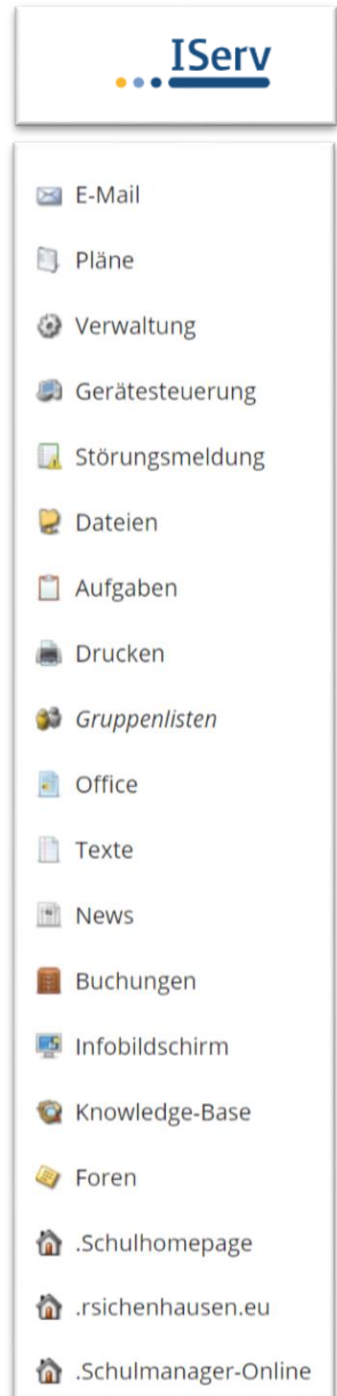 IServ
E-Mail
Pläne
Verwaltung
Gerätesteuerung
Störungsmeldung
Dateien
Aufgaben
Drucken
Gruppenlisten
Office
Texte
News
Buchungen
Infobildschirm
Knowledge-Base
Foren
.Schulhomepage
.rsichenhausen.eu
.Schulmanager-Online